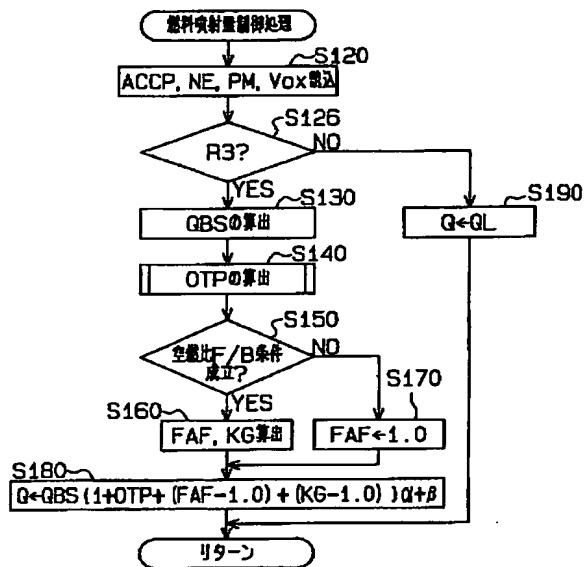 燃料噴射量制御処理
S120
ACCP, NE, PM, Vox読込
S126
R3?
NO
YES
S130
QBSの算出
S190
Q←QL
S140
OTPの算出
S150
空燃比F/B条件
成立?
NO
YES
S160
FAF, KG算出
S170
FAF←1.0
S180
Q←QBS{1+OTP+(FAF-1.0)+(KG-1.0)}α+β
リターン